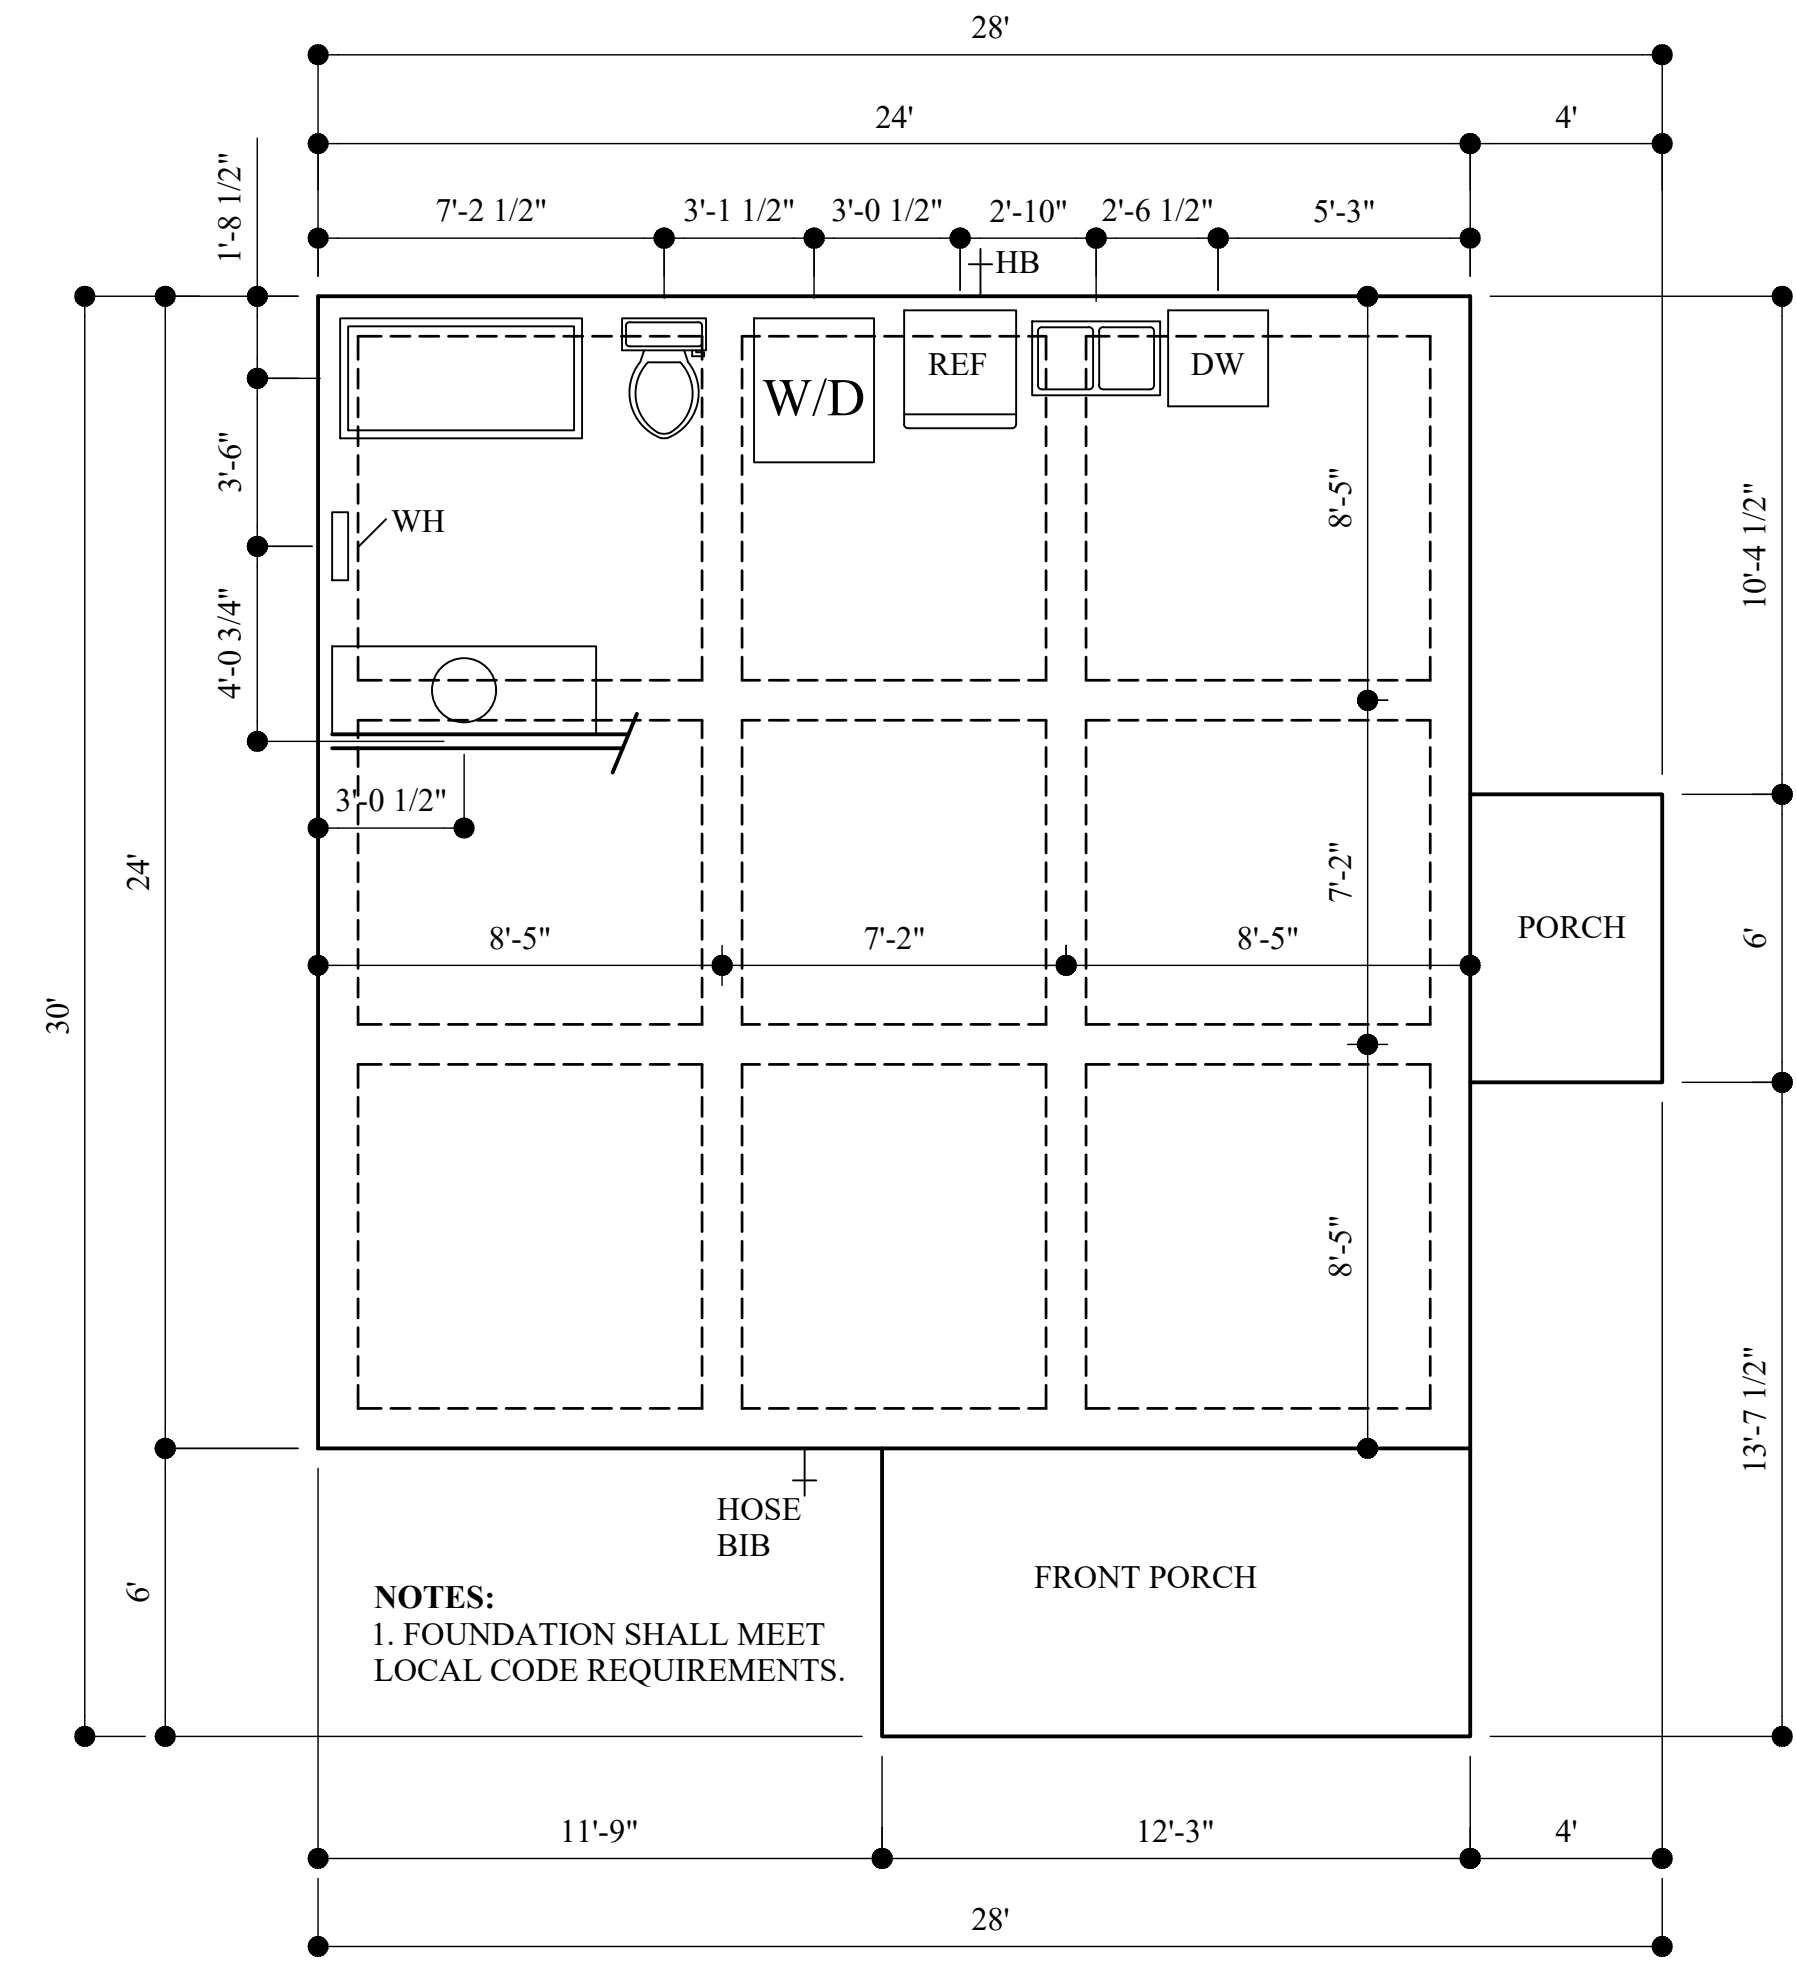 28'
24'
4'
1'-8 1/2"
7'-2 1/2"
3'-1 1/2"
3'-0 1/2"
2'-10"
2'-6 1/2"
5'-3"
HB
REF
DW
W/D
3'-6"
8'-5"
WH
10'-4 1/2"
4'-0 3/4"
3'-0 1/2"
24'
7'-2"
PORCH
8'-5"
7'-2"
8'-5"
6'
30'
8'-5"
13'-7 1/2"
HOSE
BIB
FRONT PORCH
6'
NOTES:
1. FOUNDATION SHALL MEET
LOCAL CODE REQUIREMENTS.
11'-9"
12'-3"
4'
28'